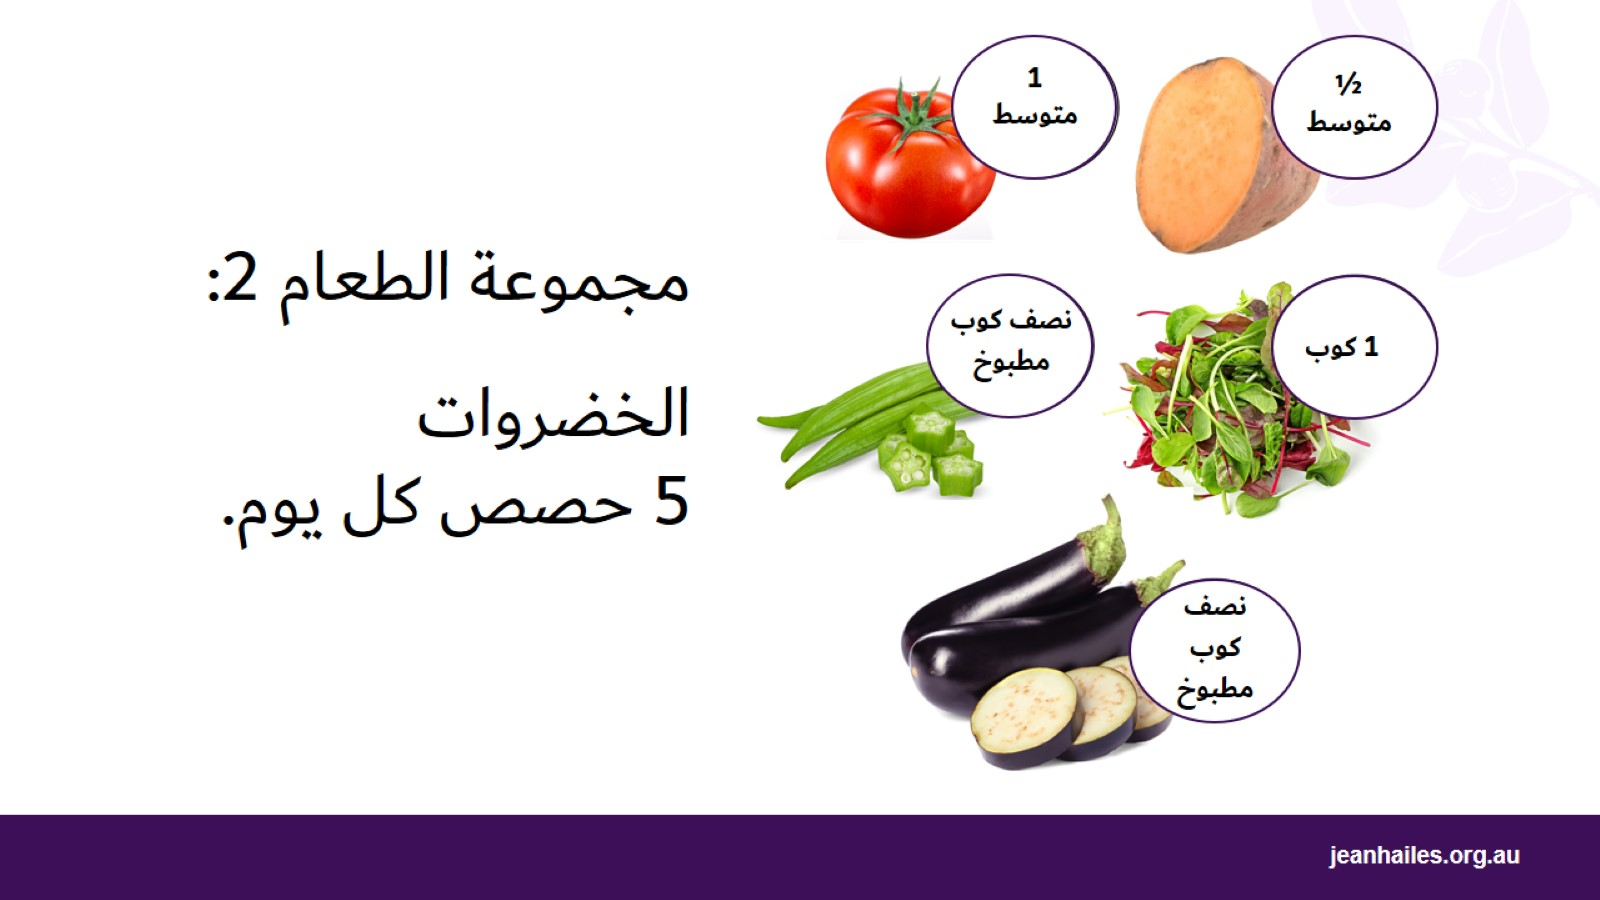 مجموعة الطعام 2:
الخضروات
5 حصص كل يوم.
1
متوسط
½
متوسط
نصف كوب
مطبوخ
1 كوب
نصف
كوب
مطبوخ
jeanhailes.org.au